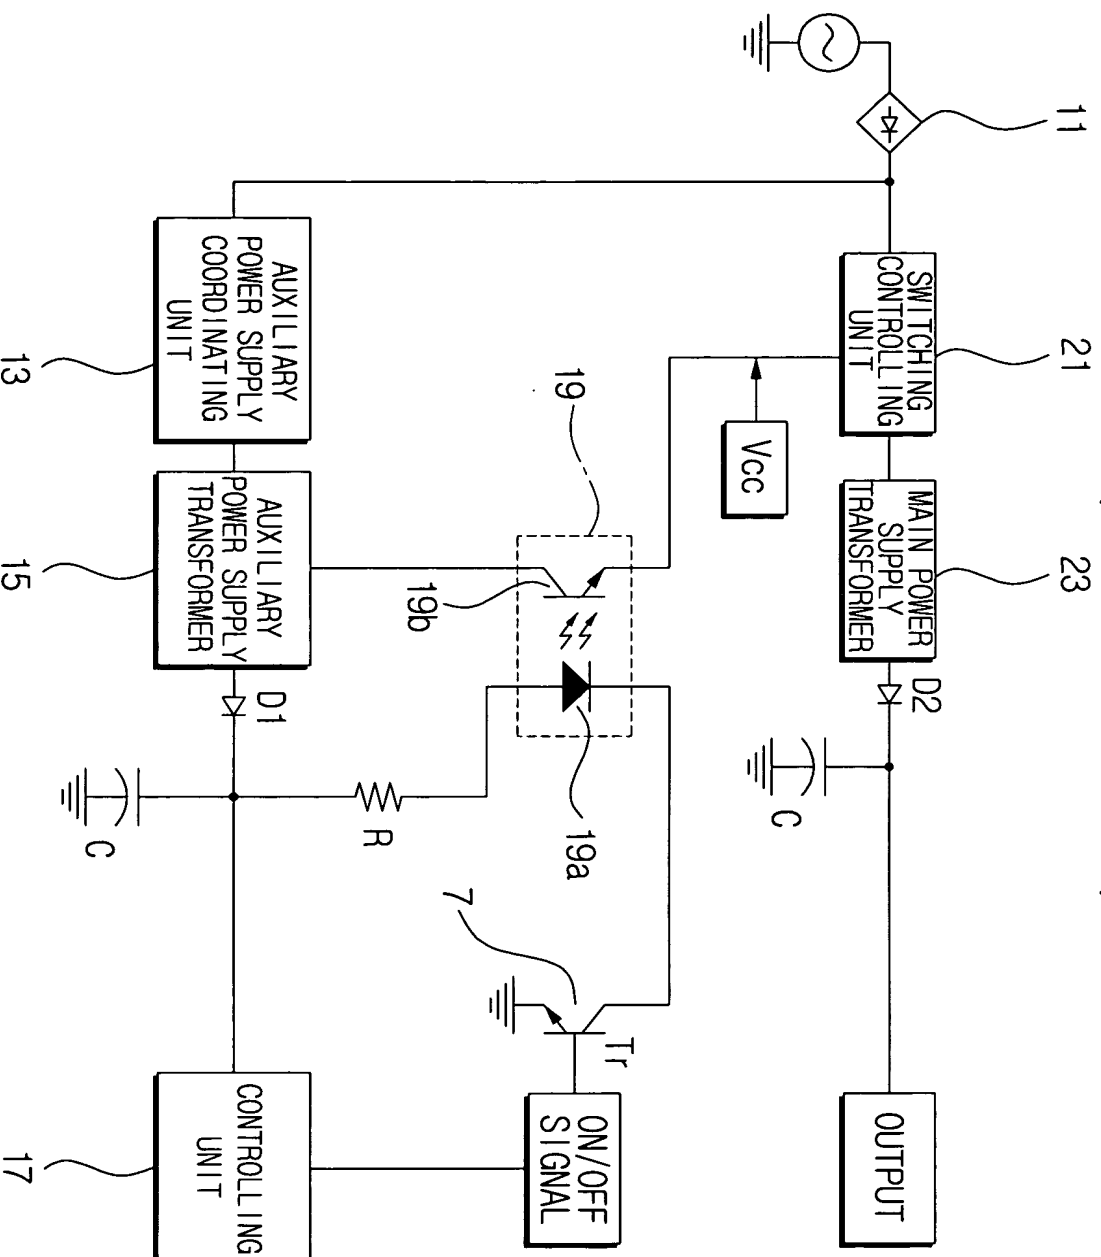 11
SWITCHING
CONTROLLING
UNIT
21
MAIN POWER
SUPPLY
TRANSFORMER
23
D2
C
OUTPUT
Vcc
19
19b
19a
7
Tr
ON/OFF
SIGNAL
R
AUXILIARY
POWER SUPPLY
COORDINATING
UNIT
13
AUXILIARY
POWER SUPPLY
TRANSFORMER
15
D1
C
CONTROLLING
UNIT
17